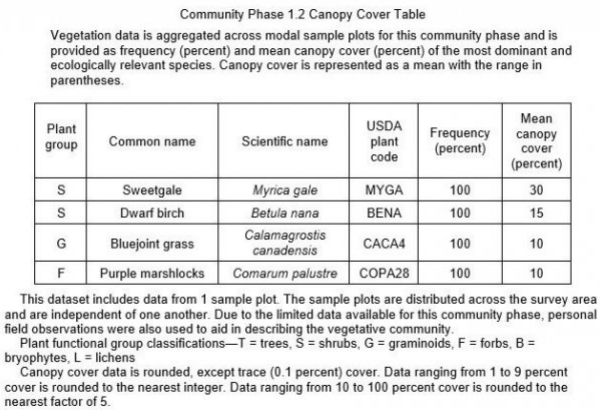 Community Phase 1.2 Canopy Cover Table
Vegetation data is aggregated across modal sample plots for this community phase and is
provided as frequency (percent) and mean canopy cover (percent) of the most dominant and
ecologically relevant species. Canopy cover is represented as a mean with the range in
parentheses.
Plant group | Common name | Scientific name | USDA plant code | Frequency (percent) | Mean canopy cover (percent)
S | Sweetgale | Myrica gale | MYGA | 100 | 30
S | Dwarf birch | Betula nana | BENA | 100 | 15
G | Bluejoint grass | Calamagrostis canadensis | CACA4 | 100 | 10
F | Purple marshlocks | Comarum palustre | COPA28 | 100 | 10
This dataset includes data from 1 sample plot. The sample plots are distributed across the survey area
and are independent of one another. Due to the limited data available for this community phase, personal
field observations were also used to aid in describing the vegetative community.
Plant functional group classifications—T = trees, S = shrubs, G = graminoids, F = forbs, B =
bryophytes, L = lichens
Canopy cover data is rounded, except trace (0.1 percent) cover. Data ranging from 1 to 9 percent
cover is rounded to the nearest integer. Data ranging from 10 to 100 percent cover is rounded to the
nearest factor of 5.